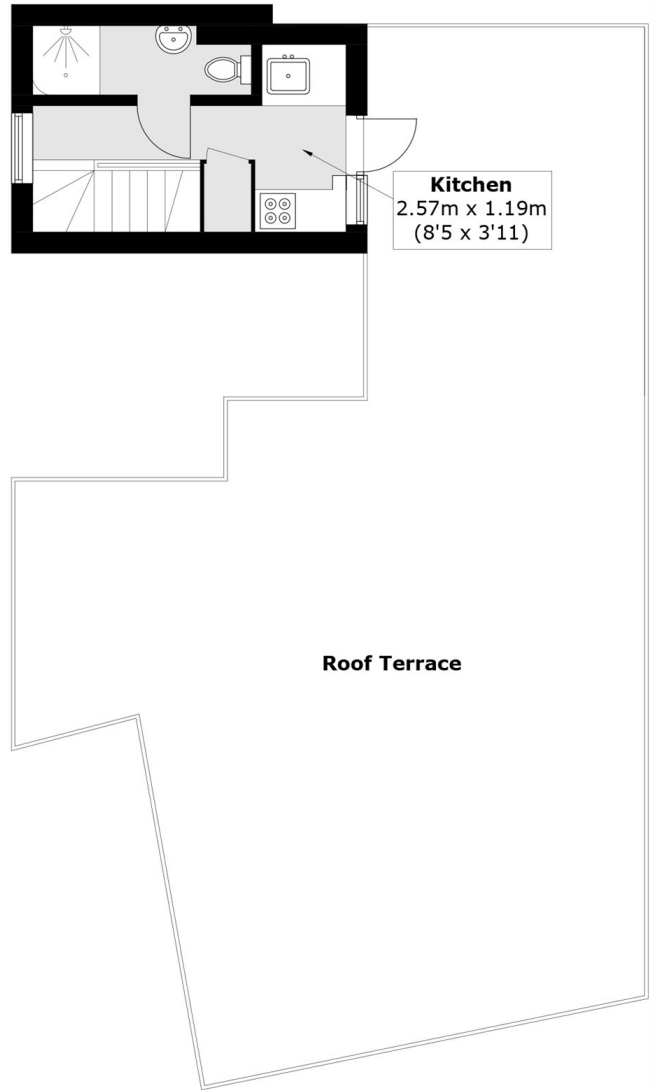 Kitchen
2.57m x 1.19m
(8'5 x 3'11)
Roof Terrace